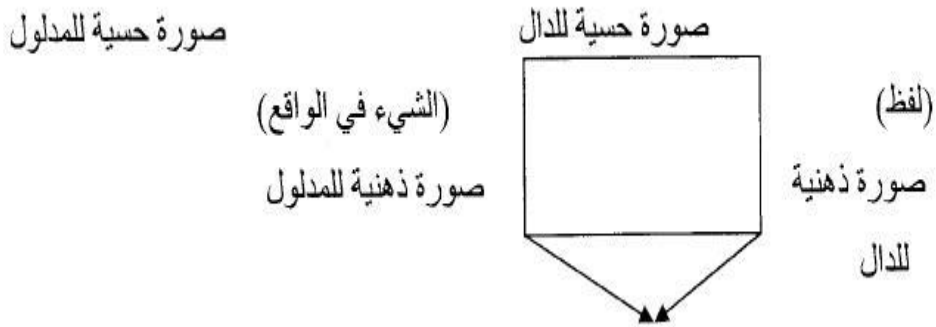 صورة حسية للدال
صورة حسية للمدلول
(لفظ)
(الشيء في الواقع)
صورة ذهنية
للدال
صورة ذهنية للمدلول